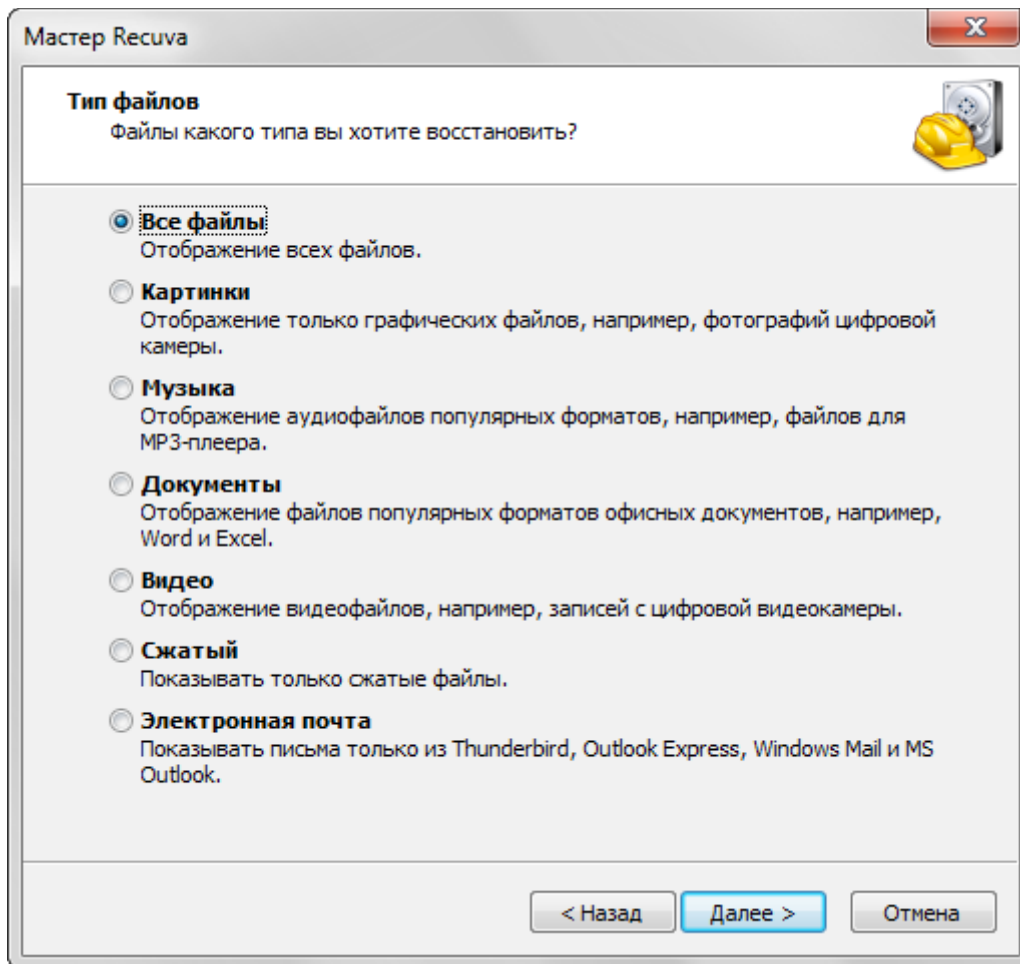 Мастер Recuva
Тип файлов
Файлы какого типа вы хотите восстановить?
Все файлы
Отображение всех файлов.
Картинки
Отображение только графических файлов, например, фотографий цифровой
камеры.
Музыка
Отображение аудиофайлов популярных форматов, например, файлов для
MP3-плеера.
Документы
Отображение файлов популярных форматов офисных документов, например,
Word и Excel.
Видео
Отображение видеофайлов, например, записей с цифровой видеокамеры.
Сжатый
Показывать только сжатые файлы.
Электронная почта
Показывать письма только из Thunderbird, Outlook Express, Windows Mail и MS
Outlook.
< Назад Далее > Отмена